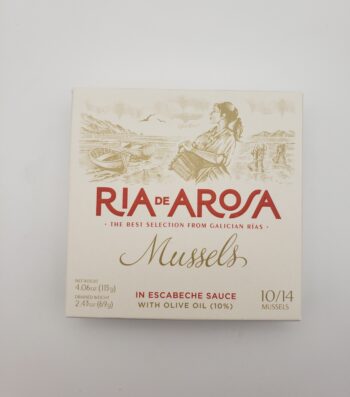 RIA DE AROSA
• THE BEST SELECTION FROM GALICIAN RIAS •
Mussels
NET WEIGHT
4.06oz (115g)
DRAINED WEIGHT
2.43oz (69g)
IN ESCABECHE SAUCE
WITH OLIVE OIL (10%)
10/14
MUSSELS